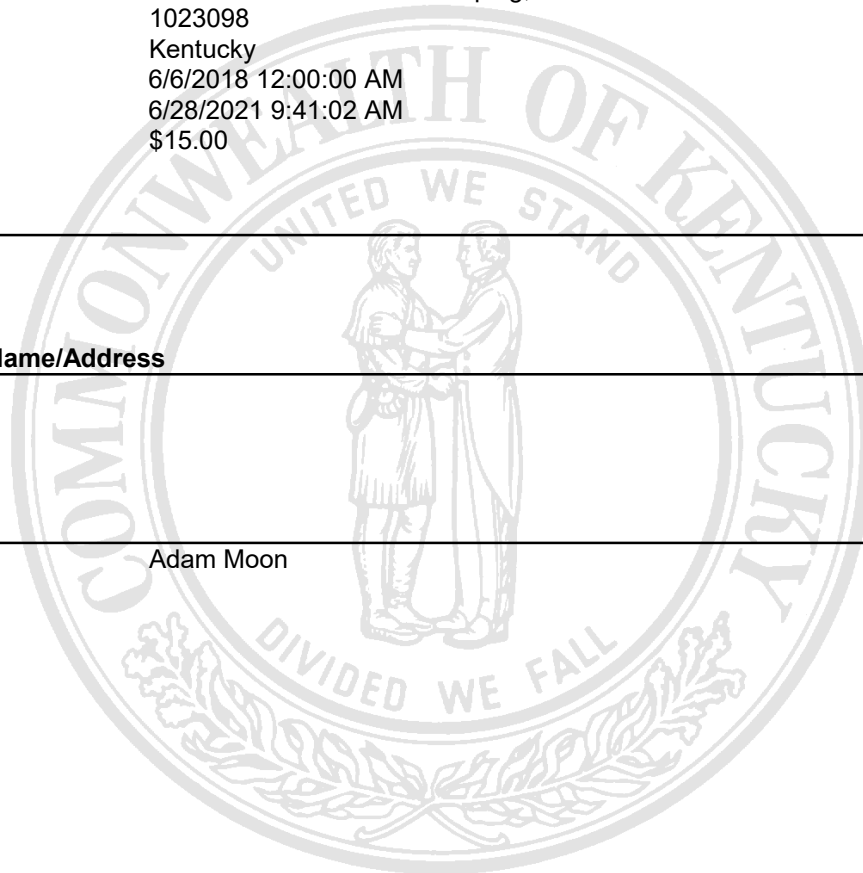 1023098
Kentucky
6/6/2018 12:00:00 AM
6/28/2021 9:41:02 AM
$15.00
COMMONWEALTH OF KENTUCKY
UNITED WE STAND
ame/Address
Adam Moon
DIVIDED WE FALL